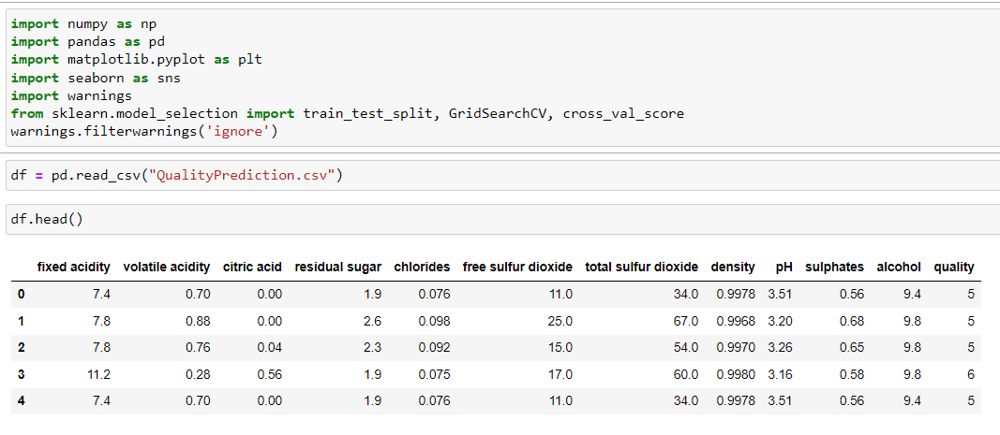 import numpy as np
import pandas as pd
import matplotlib.pyplot as plt
import seaborn as sns
import warnings
from sklearn.model_selection import train_test_split, GridSearchCV, cross_val_score
warnings.filterwarnings('ignore')
df = pd.read_csv("QualityPrediction.csv")
df.head()
fixed acidity volatile acidity citric acid residual sugar chlorides free sulfur dioxide total sulfur dioxide density pH sulphates alcohol quality
0 7.4 0.70 0.00 1.9 0.076 11.0 34.0 0.9978 3.51 0.56 9.4 5
1 7.8 0.88 0.00 2.6 0.098 25.0 67.0 0.9968 3.20 0.68 9.8 5
2 7.8 0.76 0.04 2.3 0.092 15.0 54.0 0.9970 3.26 0.65 9.8 5
3 11.2 0.28 0.56 1.9 0.075 17.0 60.0 0.9980 3.16 0.58 9.8 6
4 7.4 0.70 0.00 1.9 0.076 11.0 34.0 0.9978 3.51 0.56 9.4 5